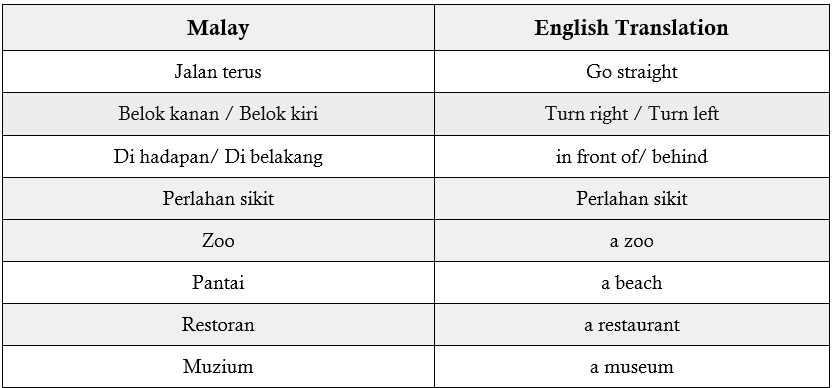 Malay English Translation
Jalan terus Go straight
Belok kanan / Belok kiri Turn right / Turn left
Di hadapan/ Di belakang in front of/ behind
Perlahan sikit Perlahan sikit
Zoo a zoo
Pantai a beach
Restoran a restaurant
Muzium a museum